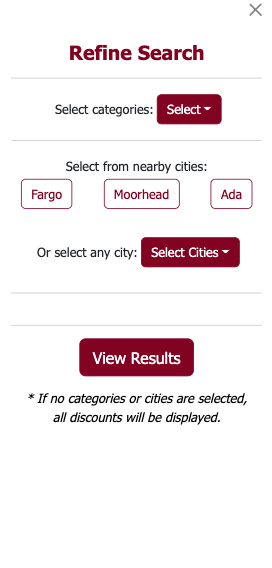 Refine Search
Select categories: Select
Select from nearby cities:
Fargo Moorhead Ada
Or select any city: Select Cities
View Results
* If no categories or cities are selected,
all discounts will be displayed.